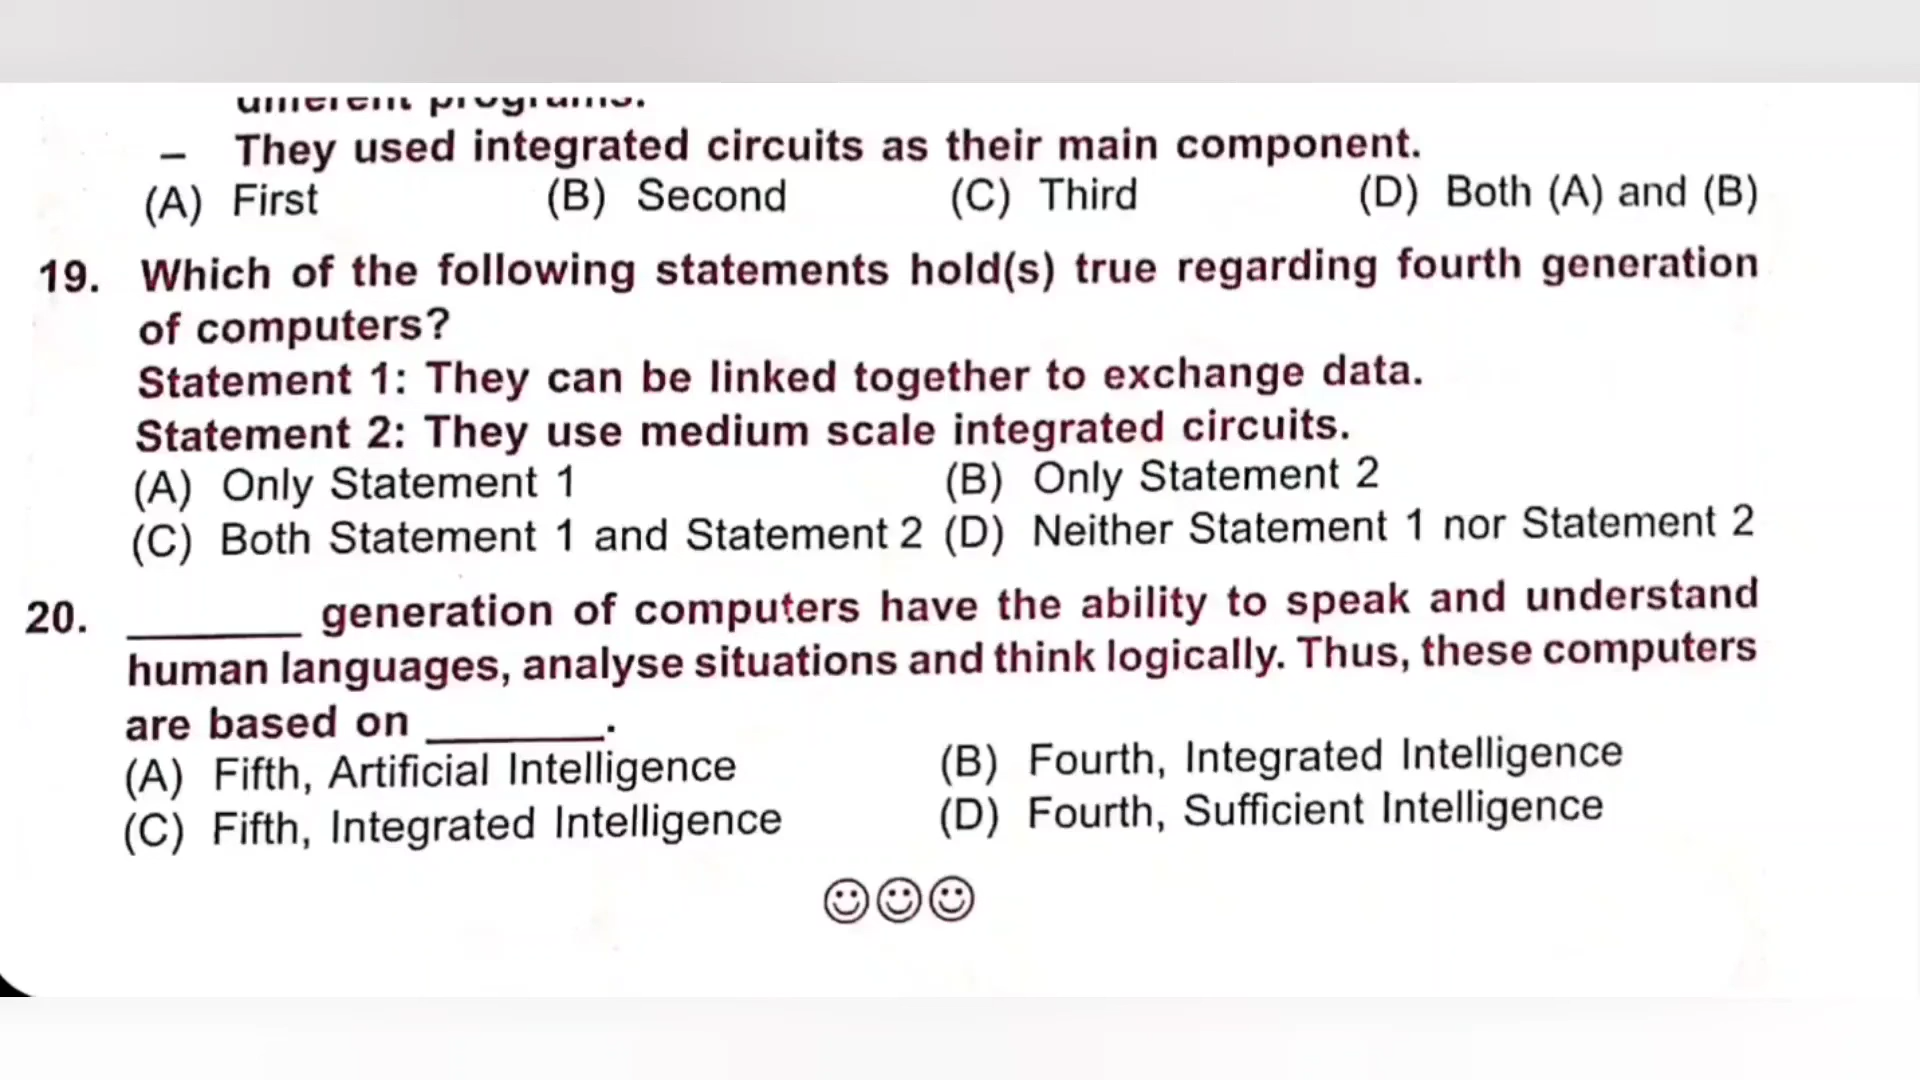 different programs.
– They used integrated circuits as their main component.
(A) First (B) Second (C) Third (D) Both (A) and (B)
19. Which of the following statements hold(s) true regarding fourth generation
of computers?
Statement 1: They can be linked together to exchange data.
Statement 2: They use medium scale integrated circuits.
(A) Only Statement 1 (B) Only Statement 2
(C) Both Statement 1 and Statement 2 (D) Neither Statement 1 nor Statement 2
20. ________ generation of computers have the ability to speak and understand
human languages, analyse situations and think logically. Thus, these computers
are based on ________.
(A) Fifth, Artificial Intelligence (B) Fourth, Integrated Intelligence
(C) Fifth, Integrated Intelligence (D) Fourth, Sufficient Intelligence